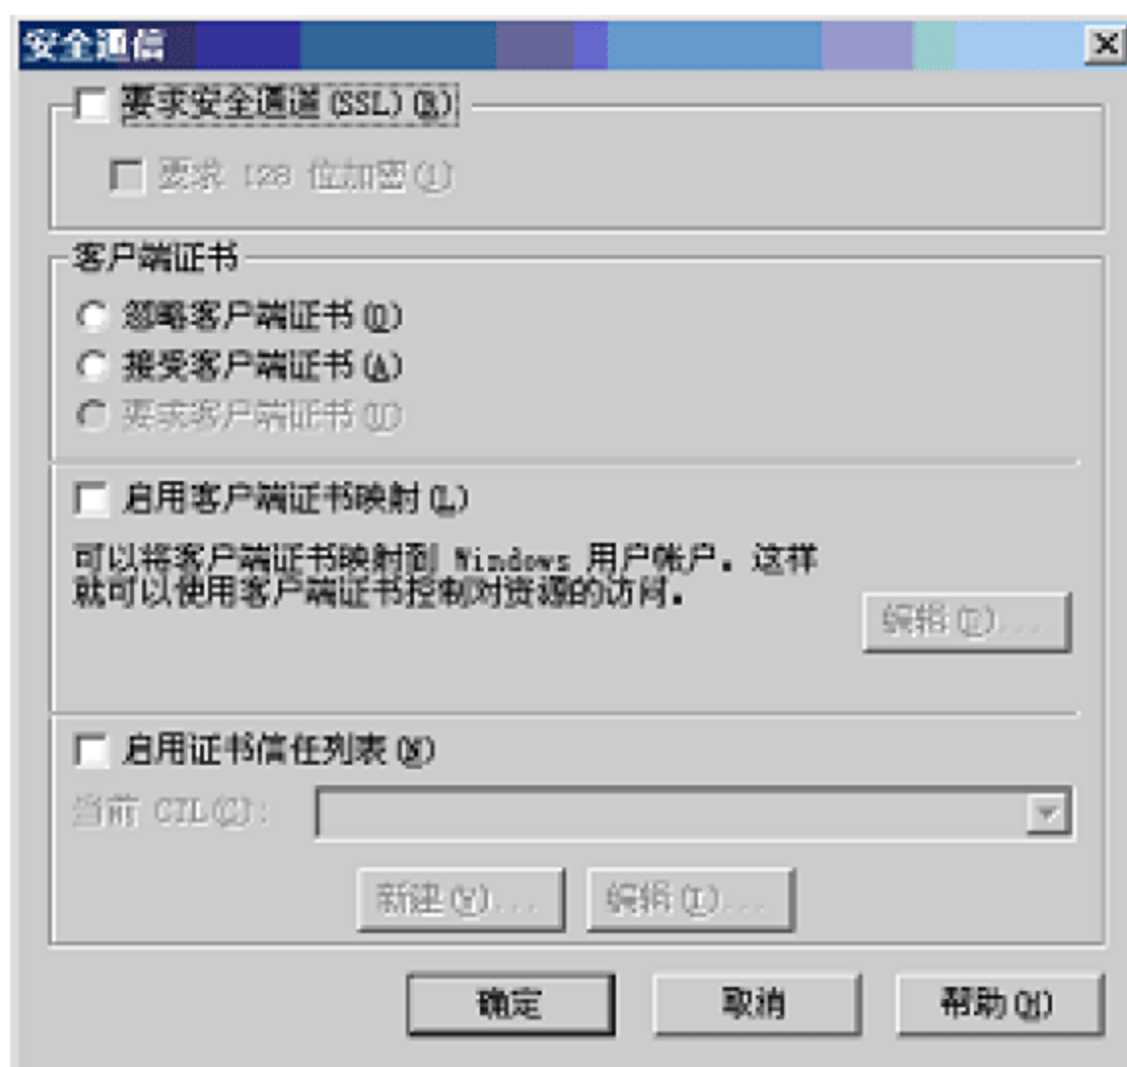 安全通信
要求安全通道(SSL)(R)
要求 128 位加密(1)
客户端证书
忽略客户端证书(I)
接受客户端证书(A)
要求客户端证书(U)
启用客户端证书映射(L)
可以将客户端证书映射到 Windows 用户帐户。这样
就可以使用客户端证书控制对资源的访问。
编辑(D)...
启用证书信任列表(N)
当前 CTL(C):
新建(W)...
编辑(I)...
确定
取消
帮助(H)